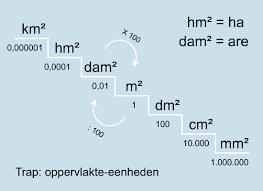 km²
0,000001
hm²
0,0001
dam²
0,01
m²
1
dm²
100
cm²
10.000
mm²
1.000.000
X 100
: 100
hm² = ha
dam² = are
Trap: oppervlakte-eenheden